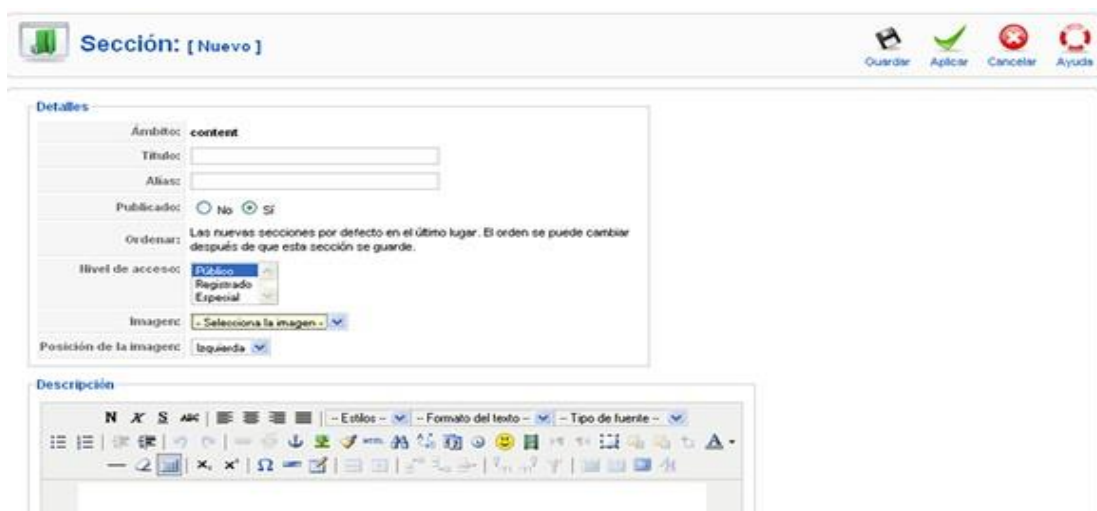 Sección: [ Nuevo ]
Guardar Aplicar Cancelar Ayuda
Detalles
Ámbito: content
Título:
Alias:
Publicado: No Sí
Ordenar: Las nuevas secciones por defecto en el último lugar. El orden se puede cambiar
después de que esta sección se guarde.
Nivel de acceso: Público
Registrado
Especial
Imagen: - Selecciona la imagen -
Posición de la imagen: Izquierda
Descripción
N K S ABC -- Estilos -- -- Formato del texto -- -- Tipo de fuente --
HTML A
x, x² Ω